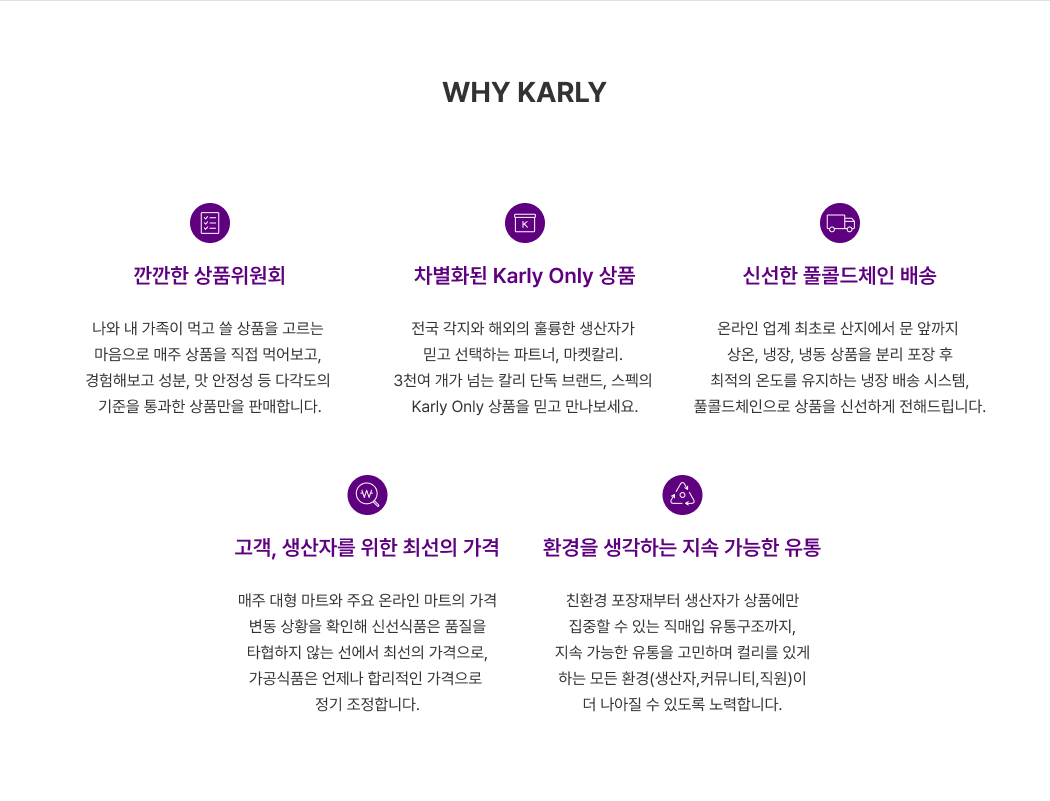 WHY KARLY
깐깐한 상품위원회
나와 내 가족이 먹고 쓸 상품을 고르는
마음으로 매주 상품을 직접 먹어보고,
경험해보고 성분, 맛 안정성 등 다각도의
기준을 통과한 상품만을 판매합니다.
차별화된 Karly Only 상품
전국 각지와 해외의 훌륭한 생산자가
믿고 선택하는 파트너, 마켓칼리.
3천여 개가 넘는 칼리 단독 브랜드, 스펙의
Karly Only 상품을 믿고 만나보세요.
신선한 풀콜드체인 배송
온라인 업계 최초로 산지에서 문 앞까지
상온, 냉장, 냉동 상품을 분리 포장 후
최적의 온도를 유지하는 냉장 배송 시스템,
풀콜드체인으로 상품을 신선하게 전해드립니다.
고객, 생산자를 위한 최선의 가격
매주 대형 마트와 주요 온라인 마트의 가격
변동 상황을 확인해 신선식품은 품질을
타협하지 않는 선에서 최선의 가격으로,
가공식품은 언제나 합리적인 가격으로
정기 조정합니다.
환경을 생각하는 지속 가능한 유통
친환경 포장재부터 생산자가 상품에만
집중할 수 있는 직매입 유통구조까지,
지속 가능한 유통을 고민하며 컬리를 있게
하는 모든 환경(생산자,커뮤니티,직원)이
더 나아질 수 있도록 노력합니다.